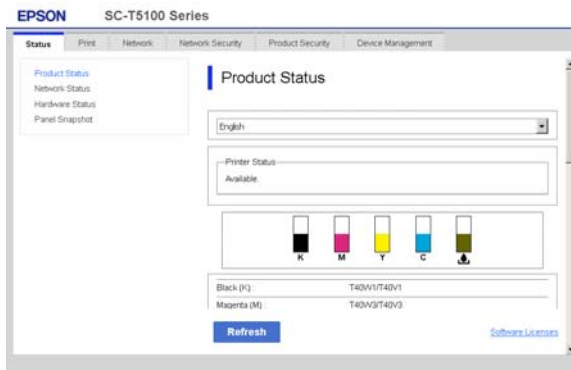 EPSON SC-T5100 Series
Status Print Network Network Security Product Security Device Management
Product Status
Network Status
Hardware Status
Panel Snapshot
Product Status
English
Printer Status
Available.
K M Y C
Black (K) : T40W1/T40V1
Magenta (M) : T40W3/T40V3
Refresh
Software Licenses